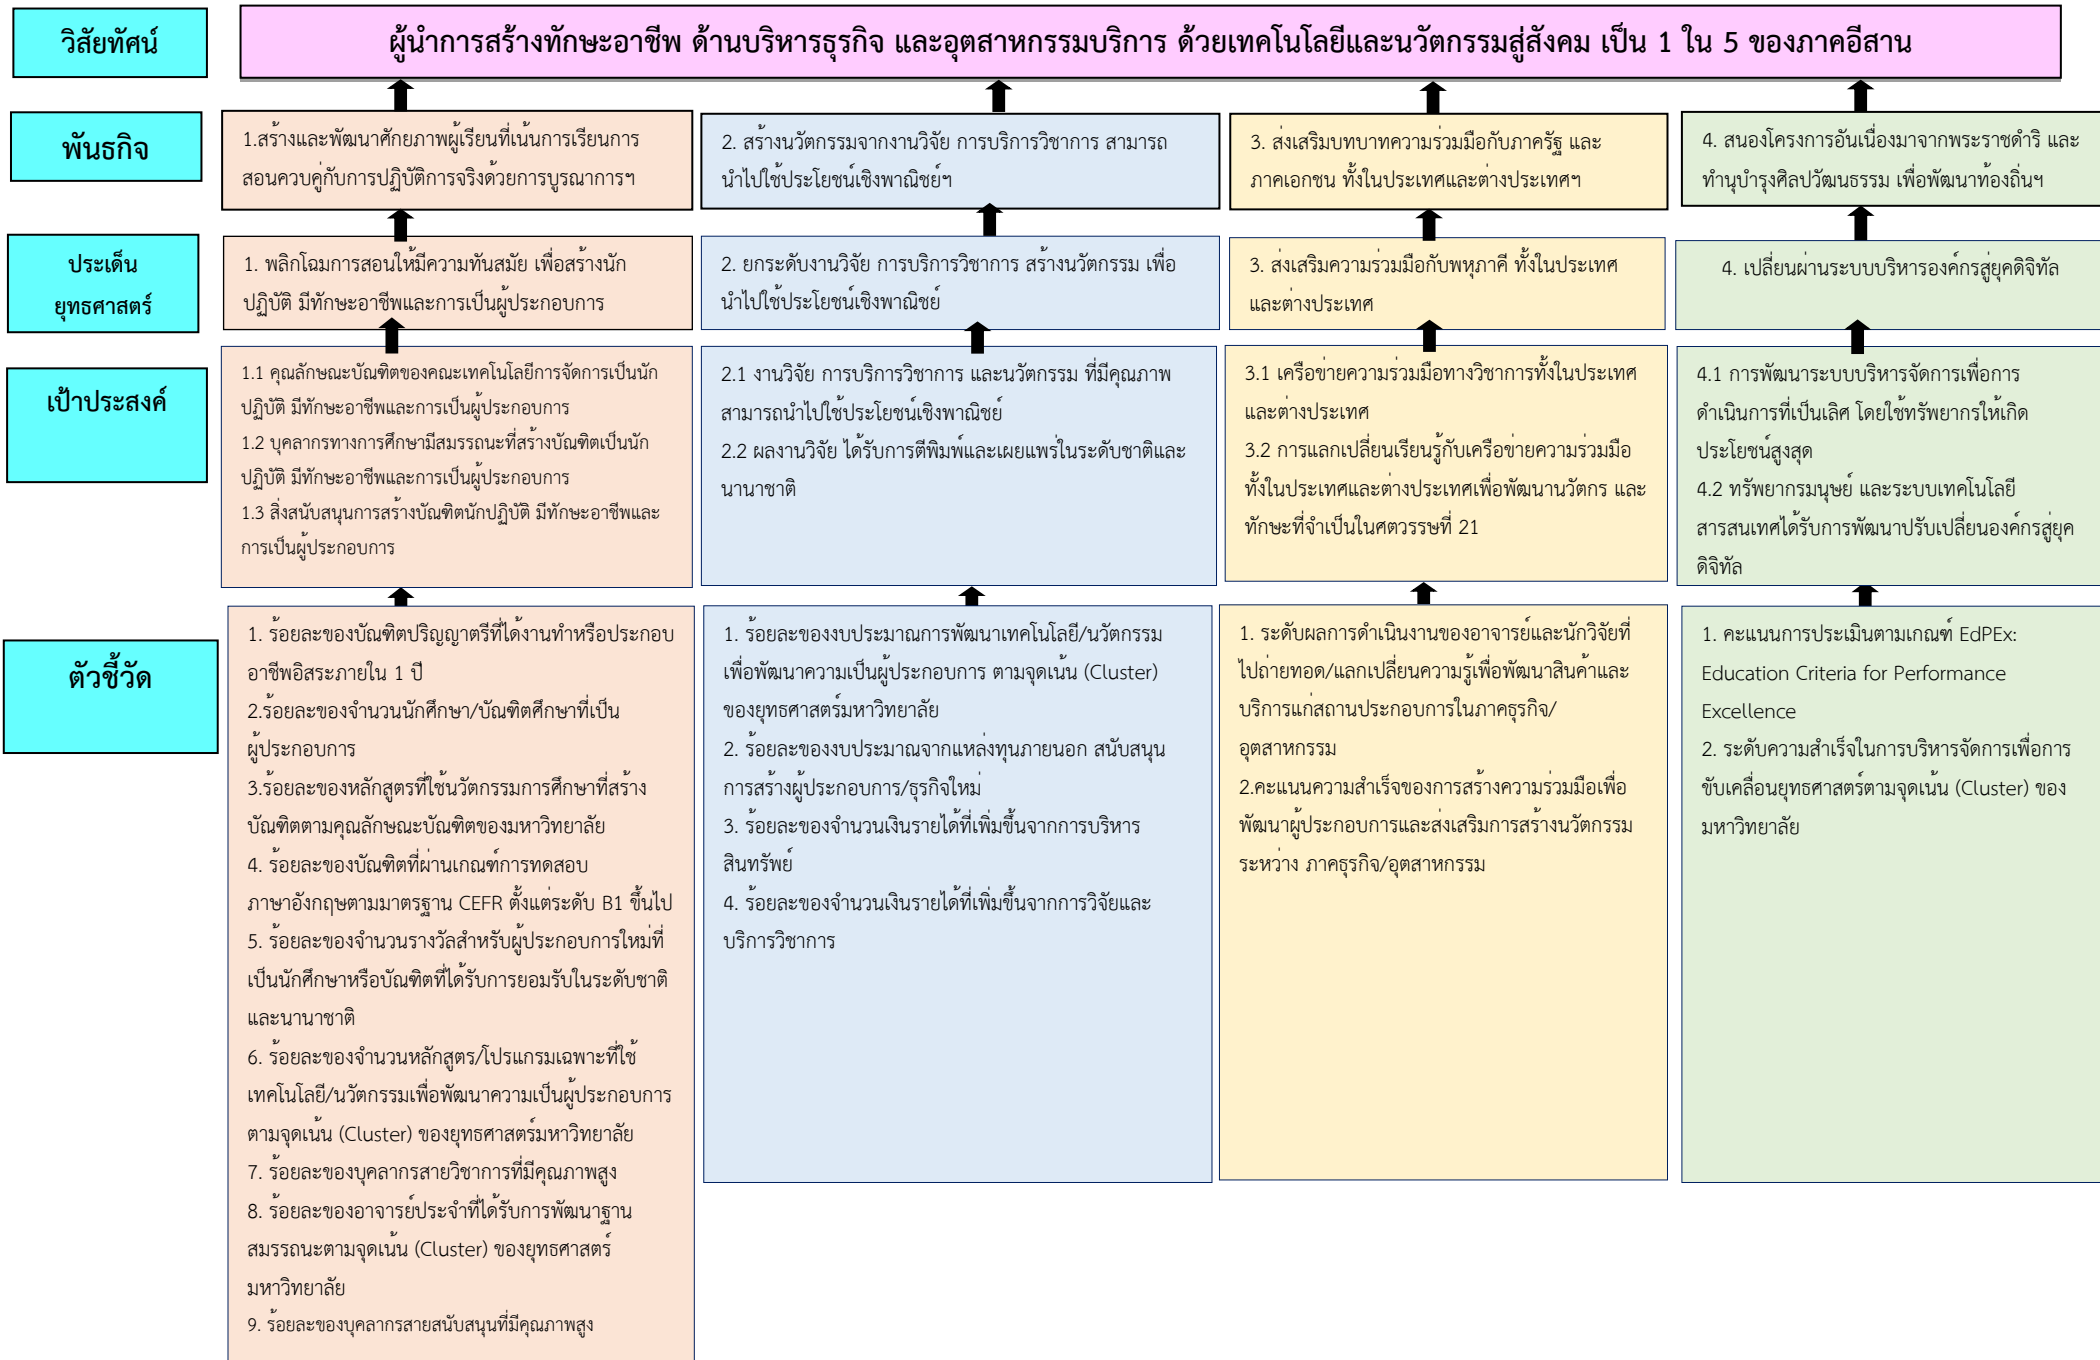 วิสัยทัศน์
ผู้นำการสร้างทักษะอาชีพ ด้านบริหารธุรกิจ และอุตสาหกรรมบริการ ด้วยเทคโนโลยีและนวัตกรรมสู่สังคม เป็น 1 ใน 5 ของภาคอีสาน
พันธกิจ
1.สร้างและพัฒนาศักยภาพผู้เรียนที่เน้นการเรียนการ
สอนควบคู่กับการปฏิบัติการจริงด้วยการบูรณาการฯ
2. สร้างนวัตกรรมจากงานวิจัย การบริการวิชาการ สามารถ
นำไปใช้ประโยชน์เชิงพาณิชย์ฯ
3. ส่งเสริมบทบาทความร่วมมือกับภาครัฐ และ
ภาคเอกชน ทั้งในประเทศและต่างประเทศฯ
4. สนองโครงการอันเนื่องมาจากพระราชดำริ และ
ทำนุบำรุงศิลปวัฒนธรรม เพื่อพัฒนาท้องถิ่นฯ
ประเด็น
ยุทธศาสตร์
1. พลิกโฉมการสอนให้มีความทันสมัย เพื่อสร้างนัก
ปฏิบัติ มีทักษะอาชีพและการเป็นผู้ประกอบการ
2. ยกระดับงานวิจัย การบริการวิชาการ สร้างนวัตกรรม เพื่อ
นำไปใช้ประโยชน์เชิงพาณิชย์
3. ส่งเสริมความร่วมมือกับพหุภาคี ทั้งในประเทศ
และต่างประเทศ
4. เปลี่ยนผ่านระบบบริหารองค์กรสู่ยุคดิจิทัล
เป้าประสงค์
1.1 คุณลักษณะบัณฑิตของคณะเทคโนโลยีการจัดการเป็นนัก
ปฏิบัติ มีทักษะอาชีพและการเป็นผู้ประกอบการ
1.2 บุคลากรทางการศึกษามีสมรรถนะที่สร้างบัณฑิตเป็นนัก
ปฏิบัติ มีทักษะอาชีพและการเป็นผู้ประกอบการ
1.3 สิ่งสนับสนุนการสร้างบัณฑิตนักปฏิบัติ มีทักษะอาชีพและ
การเป็นผู้ประกอบการ
2.1 งานวิจัย การบริการวิชาการ และนวัตกรรม ที่มีคุณภาพ
สามารถนำไปใช้ประโยชน์เชิงพาณิชย์
2.2 ผลงานวิจัย ได้รับการตีพิมพ์และเผยแพร่ในระดับชาติและ
นานาชาติ
3.1 เครือข่ายความร่วมมือทางวิชาการทั้งในประเทศ
และต่างประเทศ
3.2 การแลกเปลี่ยนเรียนรู้กับเครือข่ายความร่วมมือ
ทั้งในประเทศและต่างประเทศเพื่อพัฒนานวัตกร และ
ทักษะที่จำเป็นในศตวรรษที่ 21
4.1 การพัฒนาระบบบริหารจัดการเพื่อการ
ดำเนินการที่เป็นเลิศ โดยใช้ทรัพยากรให้เกิด
ประโยชน์สูงสุด
4.2 ทรัพยากรมนุษย์ และระบบเทคโนโลยี
สารสนเทศได้รับการพัฒนาปรับเปลี่ยนองค์กรสู่ยุค
ดิจิทัล
ตัวชี้วัด
1. ร้อยละของบัณฑิตปริญญาตรีที่ได้งานทำหรือประกอบ
อาชีพอิสระภายใน 1 ปี
2.ร้อยละของจำนวนนักศึกษา/บัณฑิตศึกษาที่เป็น
ผู้ประกอบการ
3.ร้อยละของหลักสูตรที่ใช้นวัตกรรมการศึกษาที่สร้าง
บัณฑิตตามคุณลักษณะบัณฑิตของมหาวิทยาลัย
4. ร้อยละของบัณฑิตที่ผ่านเกณฑ์การทดสอบ
ภาษาอังกฤษตามมาตรฐาน CEFR ตั้งแต่ระดับ B1 ขึ้นไป
5. ร้อยละของจำนวนรางวัลสำหรับผู้ประกอบการใหม่ที่
เป็นนักศึกษาหรือบัณฑิตที่ได้รับการยอมรับในระดับชาติ
และนานาชาติ
6. ร้อยละของจำนวนหลักสูตร/โปรแกรมเฉพาะที่ใช้
เทคโนโลยี/นวัตกรรมเพื่อพัฒนาความเป็นผู้ประกอบการ
ตามจุดเน้น (Cluster) ของยุทธศาสตร์มหาวิทยาลัย
7. ร้อยละของบุคลากรสายวิชาการที่มีคุณภาพสูง
8. ร้อยละของอาจารย์ประจำที่ได้รับการพัฒนาฐาน
สมรรถนะตามจุดเน้น (Cluster) ของยุทธศาสตร์
มหาวิทยาลัย
9. ร้อยละของบุคลากรสายสนับสนุนที่มีคุณภาพสูง
1. ร้อยละของงบประมาณการพัฒนาเทคโนโลยี/นวัตกรรม
เพื่อพัฒนาความเป็นผู้ประกอบการ ตามจุดเน้น (Cluster)
ของยุทธศาสตร์มหาวิทยาลัย
2. ร้อยละของงบประมาณจากแหล่งทุนภายนอก สนับสนุน
การสร้างผู้ประกอบการ/ธุรกิจใหม่
3. ร้อยละของจำนวนเงินรายได้ที่เพิ่มขึ้นจากการบริหาร
สินทรัพย์
4. ร้อยละของจำนวนเงินรายได้ที่เพิ่มขึ้นจากการวิจัยและ
บริการวิชาการ
1. ระดับผลการดำเนินงานของอาจารย์และนักวิจัยที่
ไปถ่ายทอด/แลกเปลี่ยนความรู้เพื่อพัฒนาสินค้าและ
บริการแก่สถานประกอบการในภาคธุรกิจ/
อุตสาหกรรม
2.คะแนนความสำเร็จของการสร้างความร่วมมือเพื่อ
พัฒนาผู้ประกอบการและส่งเสริมการสร้างนวัตกรรม
ระหว่าง ภาคธุรกิจ/อุตสาหกรรม
1. คะแนนการประเมินตามเกณฑ์ EdPEx:
Education Criteria for Performance
Excellence
2. ระดับความสำเร็จในการบริหารจัดการเพื่อการ
ขับเคลื่อนยุทธศาสตร์ตามจุดเน้น (Cluster) ของ
มหาวิทยาลัย